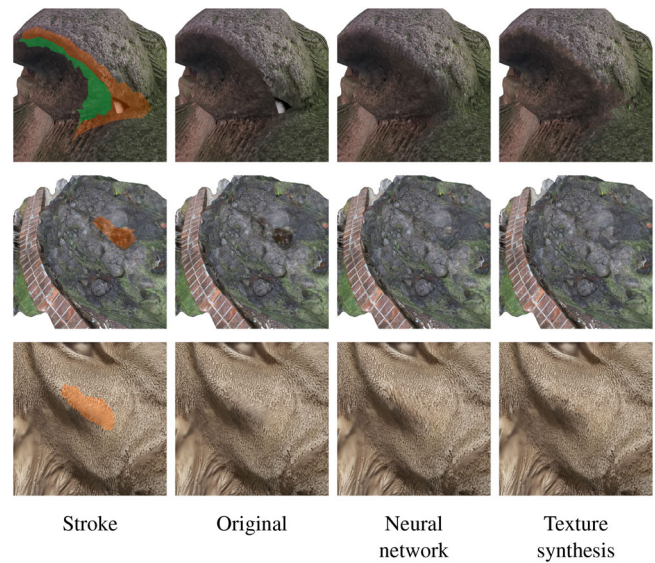 Stroke
Original
Neural
network
Texture
synthesis